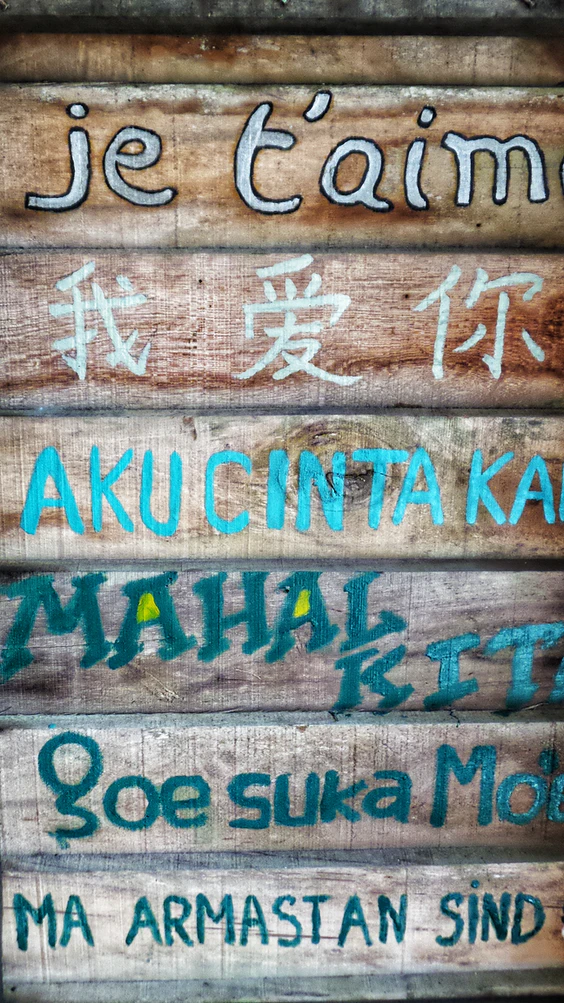 je t'aim
我 爱 你
AKU CINTA KA
MAHAL
KITA
goe suka Mo
MA ARMASTAN SIND